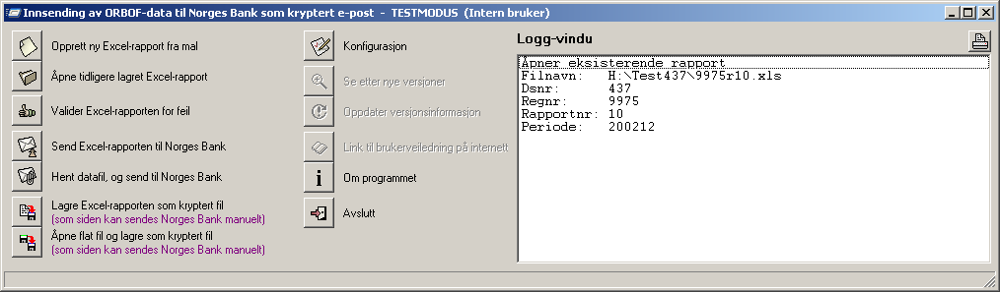 Innsending av ORBOF-data til Norges Bank som kryptert e-post  -  TESTMODUS  (Intern bruker)
Opprett ny Excel-rapport fra mal
Åpne tidligere lagret Excel-rapport
Valider Excel-rapporten for feil
Send Excel-rapporten til Norges Bank
Hent datafil, og send til Norges Bank
Lagre Excel-rapporten som kryptert fil
(som siden kan sendes Norges Bank manuelt)
Åpne flat fil og lagre som kryptert fil
(som siden kan sendes Norges Bank manuelt)
Konfigurasjon
Se etter nye versjoner
Oppdater versjonsinformasjon
Link til brukerveiledning på internett
Om programmet
Avslutt
Logg-vindu
Åpner eksisterende rapport
Filnavn:   H:\Test437\9975r10.xls
Dsnr:      437
Regnr:     9975
Rapportnr: 10
Periode:   200212